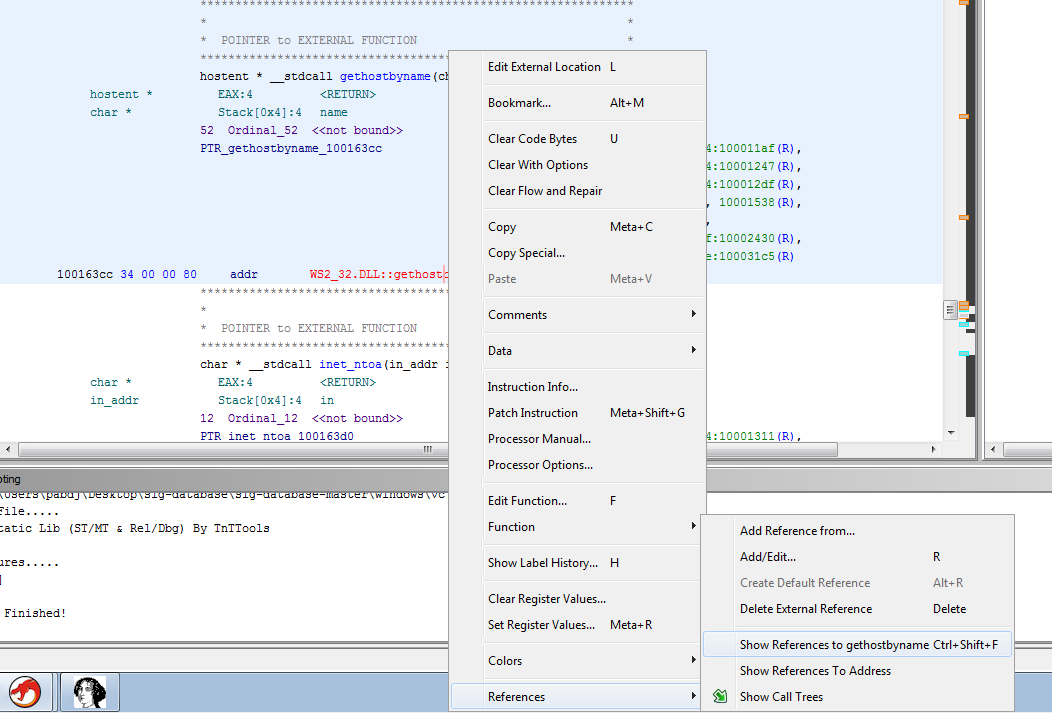 ******************************************************************
*                                                                *
*  POINTER to EXTERNAL FUNCTION                                  *
hostent * __stdcall gethostbyname(ch
hostent *    EAX:4    <RETURN>
char *    Stack[0x4]:4    name
52  Ordinal_52  <<not bound>>
PTR_gethostbyname_100163cc    4:100011af(R),
4:10001247(R),
4:100012df(R),
, 10001538(R),
,
f:10002430(R),
e:100031c5(R)
100163cc 34 00 00 80    addr    WS2_32.DLL::gethost
*
*  POINTER to EXTERNAL FUNCTION
char * __stdcall inet_ntoa(in_addr i
char *    EAX:4    <RETURN>
in_addr    Stack[0x4]:4    in
12  Ordinal_12  <<not bound>>
PTR_inet_ntoa_100163d0    4:10001311(R),
pting
\Users\pabdj\Desktop\sig-database\sig-database-master\windows\vc
File.....
tatic Lib (ST/MT & Rel/Dbg) By TnTTools
ures.....
]
Finished!
Edit External Location  L
Bookmark...  Alt+M
Clear Code Bytes  U
Clear With Options
Clear Flow and Repair
Copy  Meta+C
Copy Special...
Paste  Meta+V
Comments
Data
Instruction Info...
Patch Instruction  Meta+Shift+G
Processor Manual...
Processor Options...
Edit Function...  F
Function
Show Label History...  H
Clear Register Values...
Set Register Values...  Meta+R
Colors
References
Add Reference from...
Add/Edit...  R
Create Default Reference  Alt+R
Delete External Reference  Delete
Show References to gethostbyname  Ctrl+Shift+F
Show References To Address
Show Call Trees